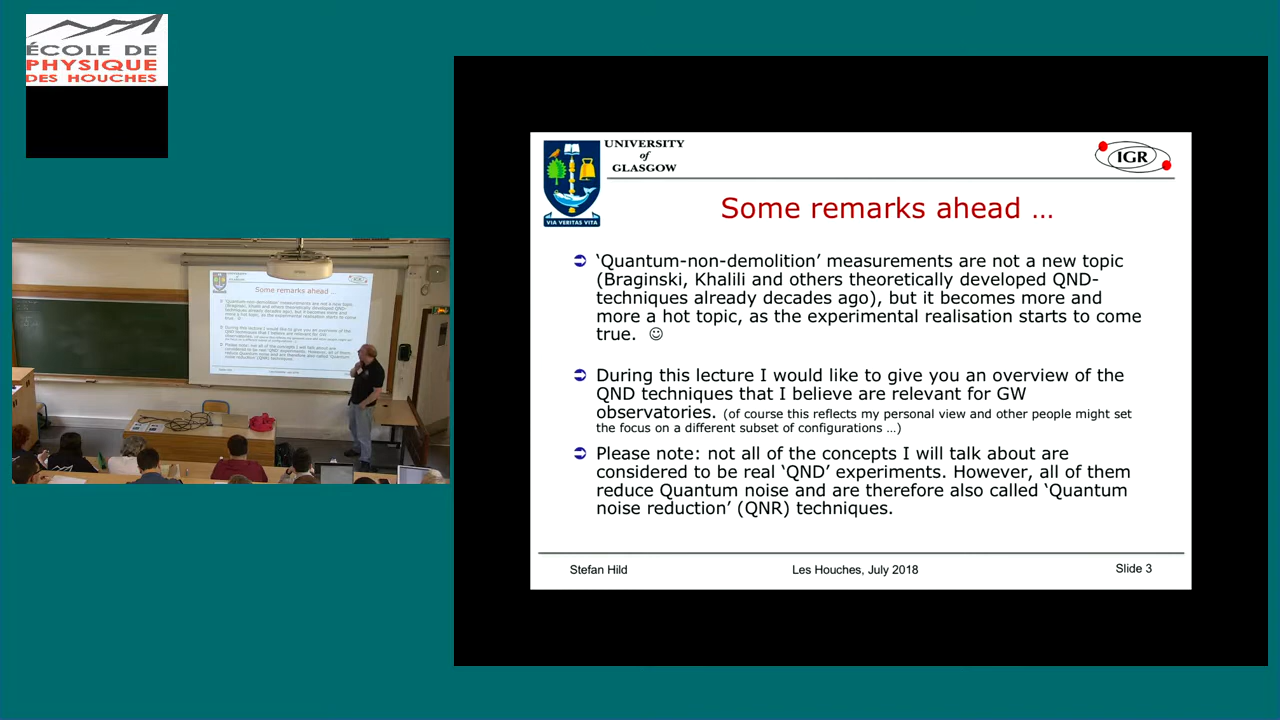 ÉCOLE DE
PHYSIQUE
DES HOUCHES
UNIVERSITY
of
GLASGOW
VIA VERITAS VITA
IGR
Some remarks ahead …
‘Quantum-non-demolition’ measurements are not a new topic
(Braginski, Khalili and others theoretically developed QND-
techniques already decades ago), but it becomes more and
more a hot topic, as the experimental realisation starts to come
true. ☺
During this lecture I would like to give you an overview of the
QND techniques that I believe are relevant for GW
observatories. (of course this reflects my personal view and other people might set
the focus on a different subset of configurations …)
Please note: not all of the concepts I will talk about are
considered to be real ‘QND’ experiments. However, all of them
reduce Quantum noise and are therefore also called ‘Quantum
noise reduction’ (QNR) techniques.
Stefan Hild
Les Houches, July 2018
Slide 3
Some remarks ahead ...